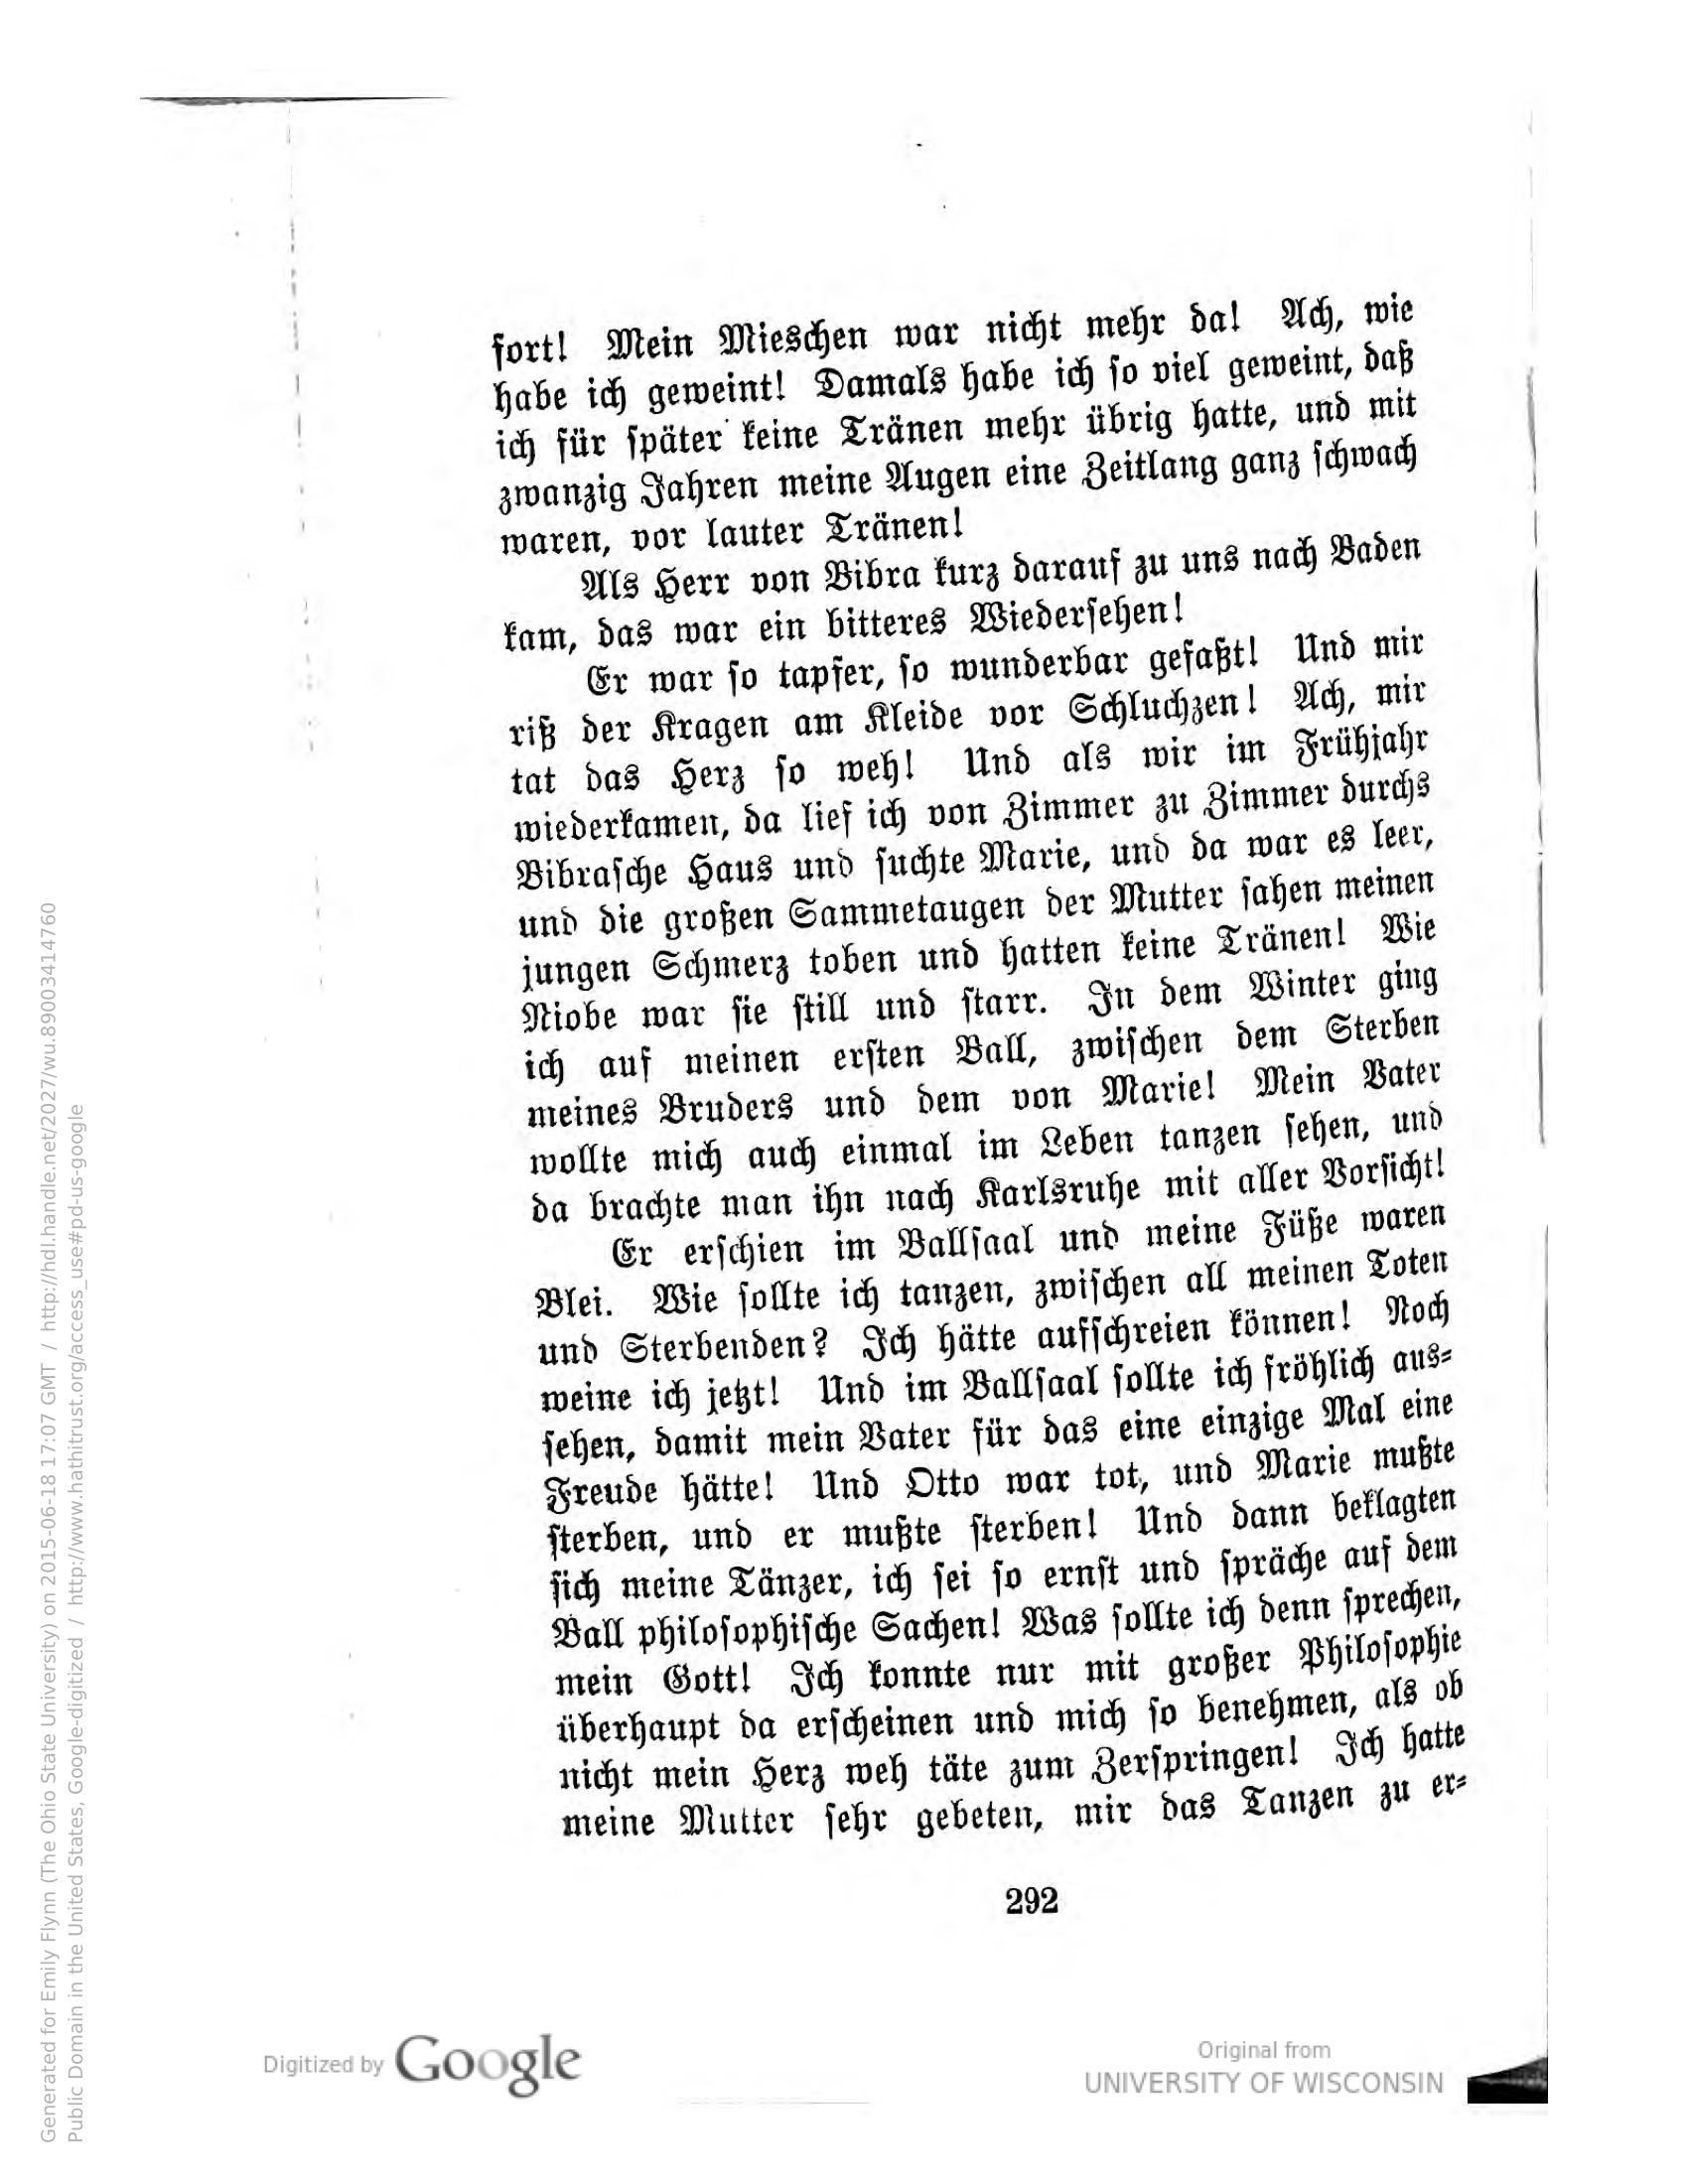 fort! Mein Mieschen war nicht mehr da! Ach, wie
habe ich geweint! Damals habe ich so viel geweint, daß
ich für später keine Tränen mehr übrig hatte, und mit
zwanzig Jahren meine Augen eine Zeitlang ganz schwach
waren, vor lauter Tränen!
Als Herr von Bibra kurz darauf zu uns nach Baden
kam, das war ein bitteres Wiedersehen!
Er war so tapfer, so wunderbar gefaßt! Und mir
riß der Kragen am Kleide vor Schluchzen! Ach, mir
tat das Herz so weh! Und als wir im Frühjahr
wiederkamen, da lief ich von Zimmer zu Zimmer durchs
Bibrasche Haus und suchte Marie, und da war es leer,
und die großen Sammetaugen der Mutter sahen meinen
jungen Schmerz toben und hatten keine Tränen! Wie
Niobe war sie still und starr. In dem Winter ging
ich auf meinen ersten Ball, zwischen dem Sterben
meines Bruders und dem von Marie! Mein Vater
wollte mich auch einmal im Leben tanzen sehen, und
da brachte man ihn nach Karlsruhe mit aller Vorsicht!
Er erschien im Ballsaal und meine Füße waren
Blei. Wie sollte ich tanzen, zwischen all meinen Toten
und Sterbenden? Ich hätte aufschreien können! Noch
weine ich jetzt! Und im Ballsaal sollte ich fröhlich aus-
sehen, damit mein Vater für das eine einzige Mal eine
Freude hätte! Und Otto war tot, und Marie mußte
sterben, und er mußte sterben! Und dann beklagten
sich meine Tänzer, ich sei so ernst und spräche auf dem
Ball philosophische Sachen! Was sollte ich denn sprechen,
mein Gott! Ich konnte nur mit großer Philosophie
überhaupt da erscheinen und mich so benehmen, als ob
nicht mein Herz weh täte zum Zerspringen! Ich hatte
meine Mutter sehr gebeten, mir das Tanzen zu er-
292
Digitized by Google
Original from
UNIVERSITY OF WISCONSIN
Generated for Emily Flynn (The Ohio State University) on 2015-06-18 17:07 GMT / http://hdl.handle.net/2027/wu.89003414760
Public Domain in the United States, Google-digitized / http://www.hathitrust.org/access_use#pd-us-google